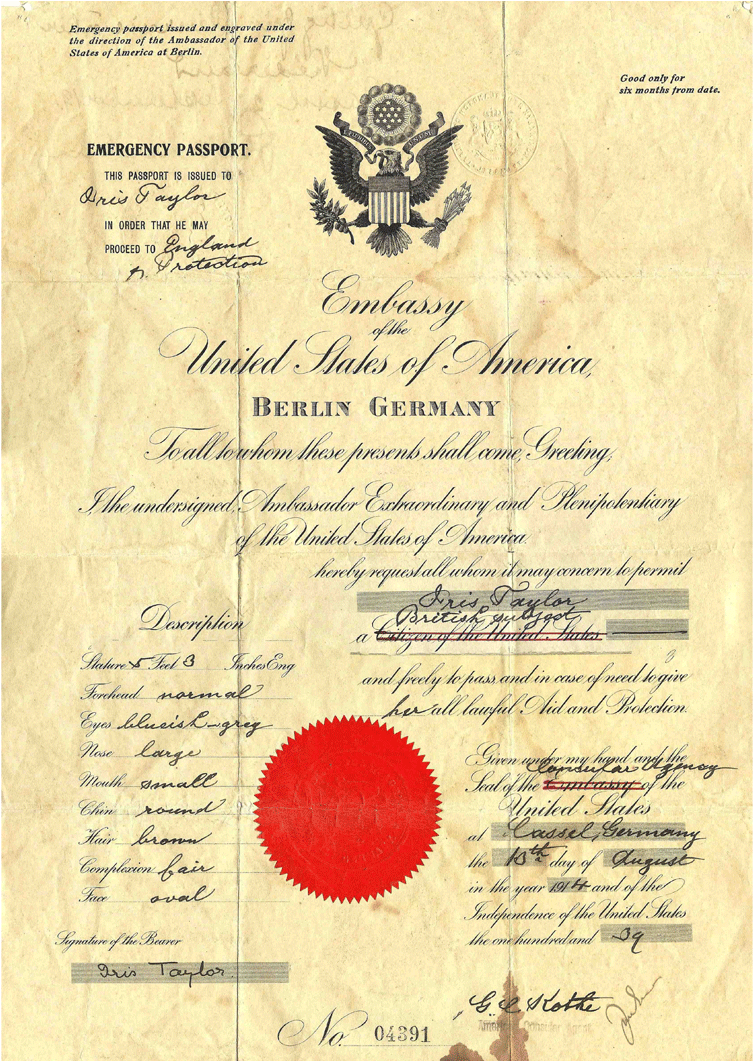 Emergency passport issued and engraved under
the direction of the Ambassador of the United
States of America at Berlin.
Good only for
six months from date.
EMERGENCY PASSPORT.
THIS PASSPORT IS ISSUED TO
Iris Taylor
IN ORDER THAT HE MAY
PROCEED TO England
Protection
Embassy
of the
United States of America,
BERLIN GERMANY
To all to whom these presents shall come, Greeting,
I, the undersigned, Ambassador Extraordinary and Plenipotentiary
of the United States of America
hereby request all whom it may concern to permit
Iris Taylor
British subject
a Citizen of the United States
and freely to pass, and in case of need to give
her all lawful Aid and Protection
Description
Stature 5 Feet 3 Inches Eng
Forehead normal
Eyes blueish-grey
Nose large
Mouth small
Chin round
Hair brown
Complexion fair
Face oval
Signature of the Bearer
Iris Taylor.
Given under my hand and the
Consular Agency
Seal of the Embassy of the
United States
at Cassel, Germany
the 13th day of August
in the year 1914 and of the
Independence of the United States
the one hundred and 39
G C Kothe
American Consular Agent
No. 04391